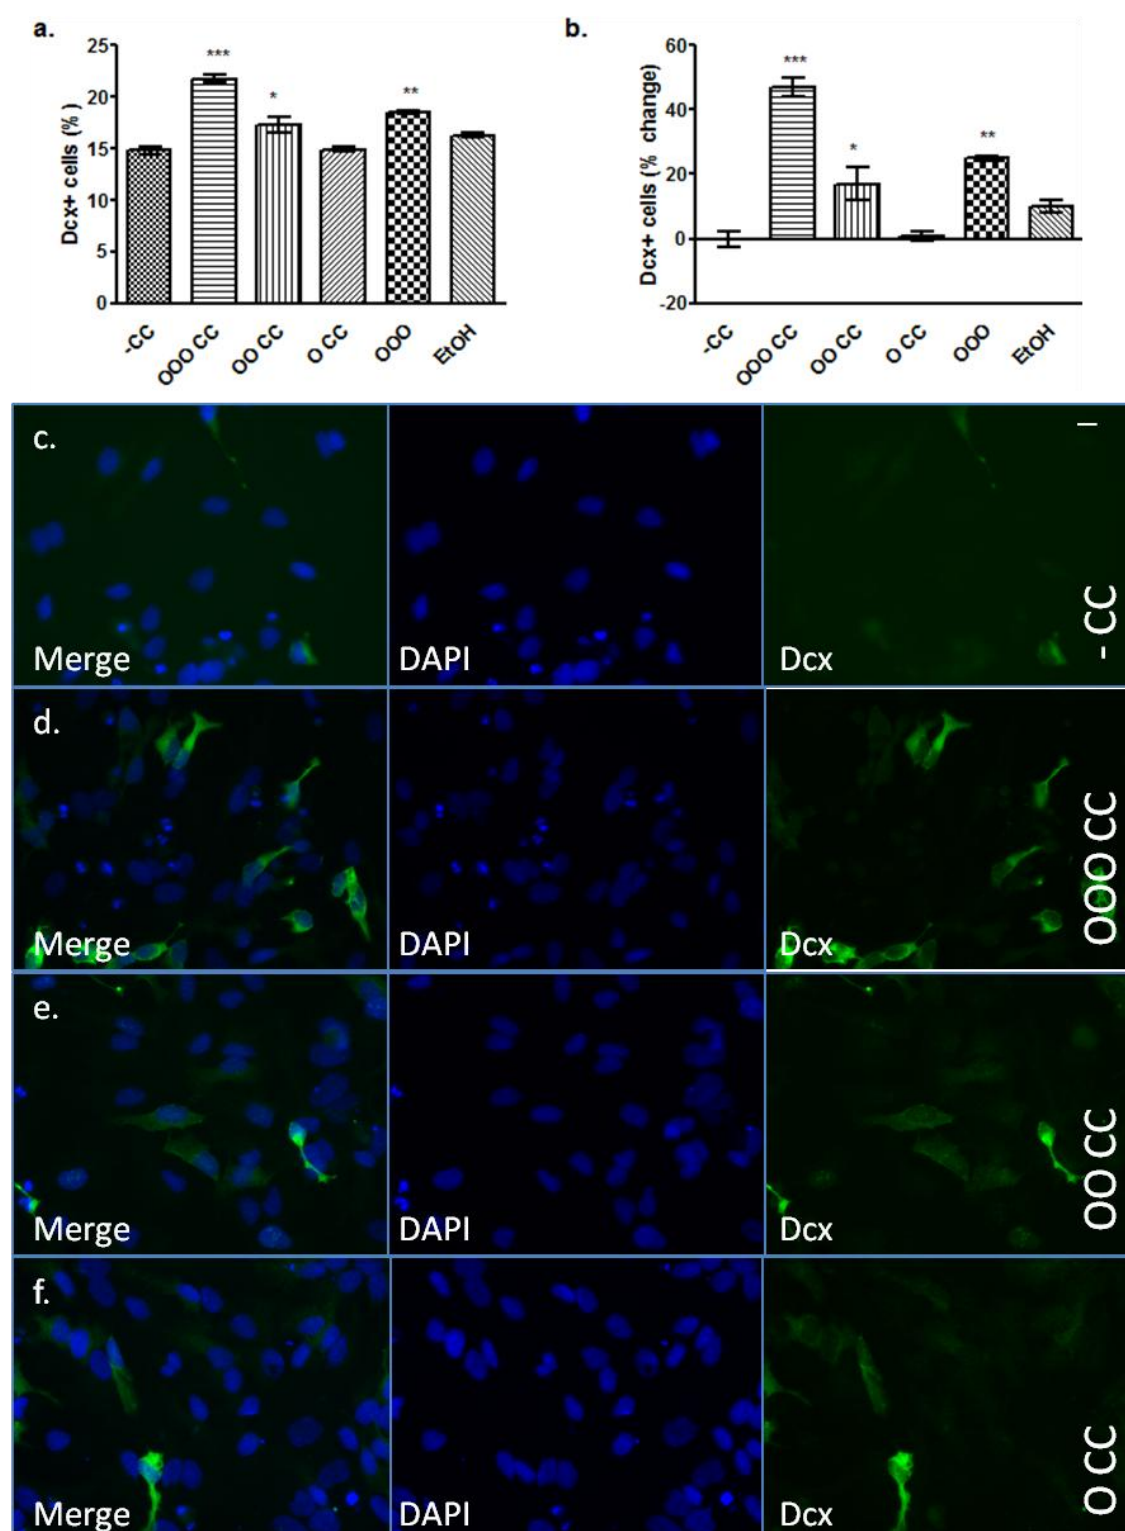 a.
Dcx+ cells (% )
25
20
15
10
5
0
***
*
**
-CC
OOO CC
OO CC
O CC
OOO
EtOH
b.
Dcx+ cells (% change)
60
40
20
0
-20
***
*
**
-CC
OOO CC
OO CC
O CC
OOO
EtOH
c.
Merge
DAPI
Dcx
- CC
d.
Merge
DAPI
Dcx
OOO CC
e.
Merge
DAPI
Dcx
OO CC
f.
Merge
DAPI
Dcx
O CC